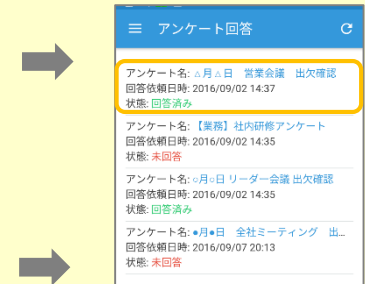 アンケート回答
アンケート名: △月△日　営業会議　出欠確認
回答依頼日時: 2016/09/02 14:37
状態: 回答済み
アンケート名: 【業務】社内研修アンケート
回答依頼日時: 2016/09/02 14:35
状態: 未回答
アンケート名: ○月○日 リーダー会議 出欠確認
回答依頼日時: 2016/09/02 14:35
状態: 回答済み
アンケート名: ●月●日　全社ミーティング　出...
回答依頼日時: 2016/09/07 20:13
状態: 未回答